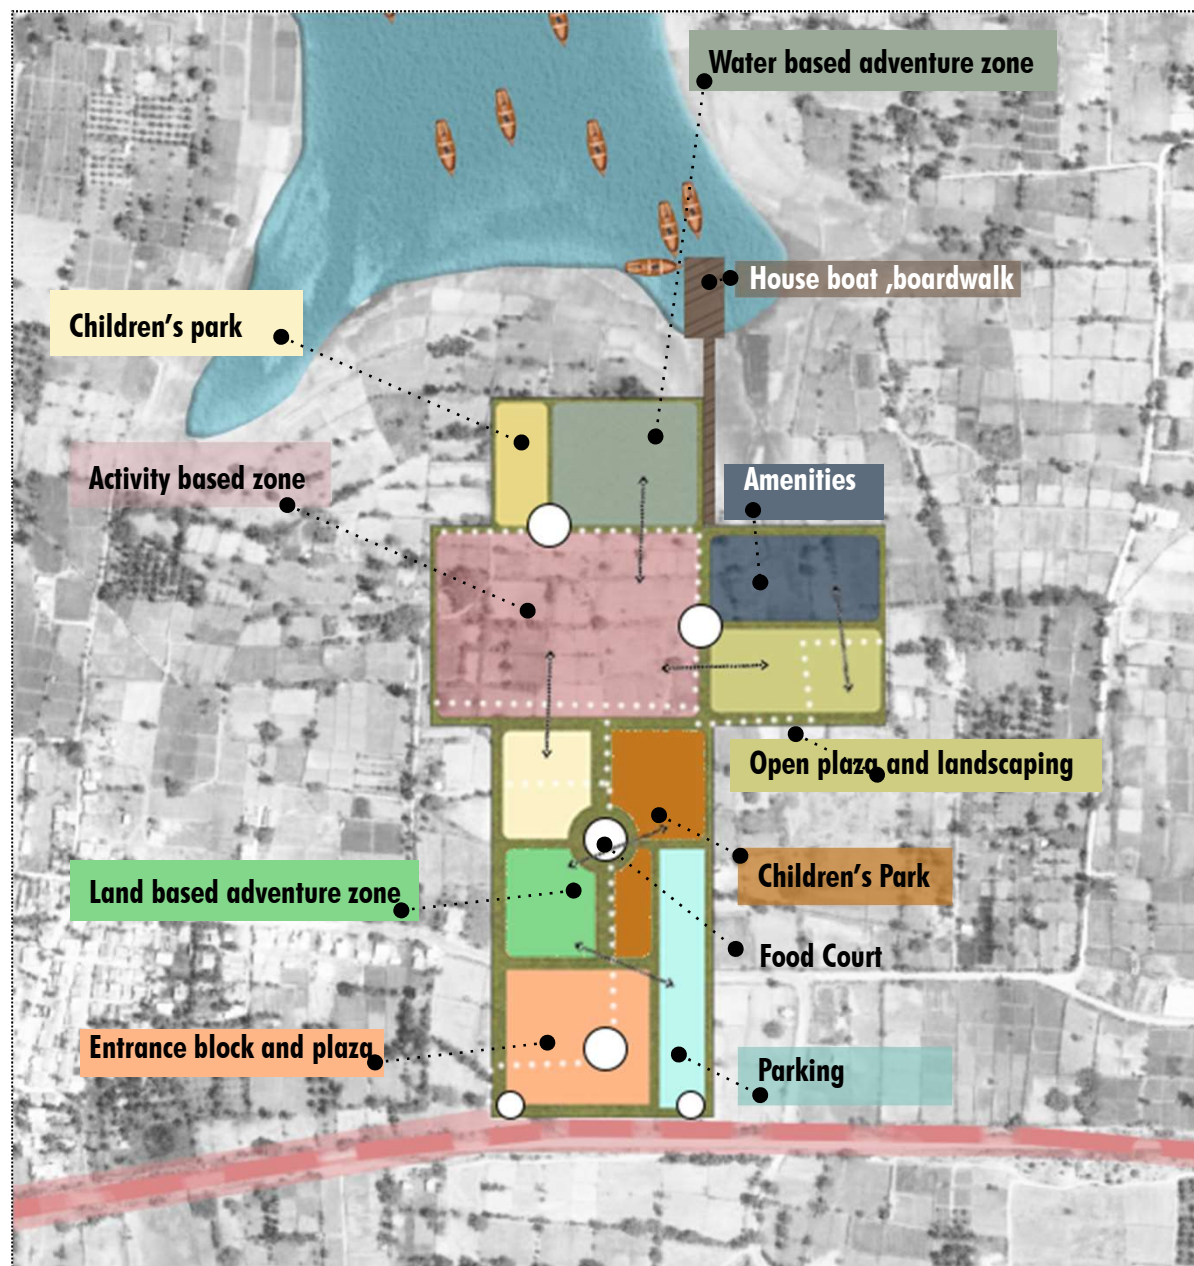 Water based adventure zone
House boat ,boardwalk
Children's park
Activity based zone
Amenities
Open plaza and landscaping
Land based adventure zone
Children's Park
Food Court
Entrance block and plaza
Parking